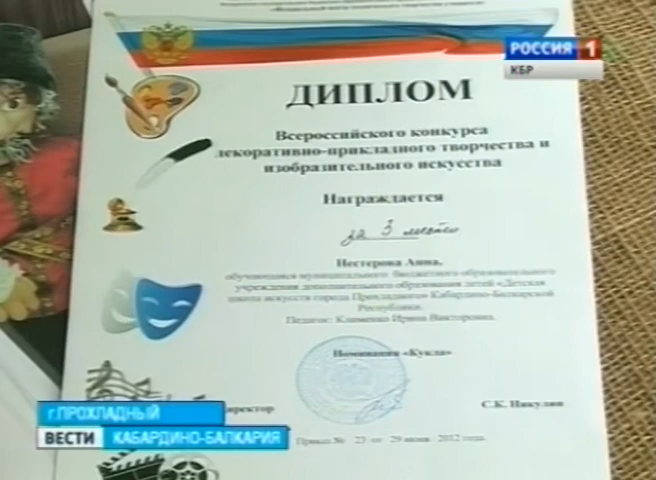 РОССИЯ 1
КБР
ДИПЛОМ
Всероссийского конкурса
декоративно-прикладного творчества и
изобразительного искусства
Награждается
за 3 место
Нестерова Анна,
обучающаяся муниципального бюджетного образовательного
учреждения дополнительного образования детей «Детская
школа искусств города Прохладного» Кабардино-Балкарской
Республики.
Педагог: Клименко Ирина Викторовна.
Номинация «Кукла»
директор С.К. Никулин
Приказ № 23 от 29 июня 2012 года.
г.ПРОХЛАДНЫЙ
ВЕСТИ КАБАРДИНО-БАЛКАРИЯ